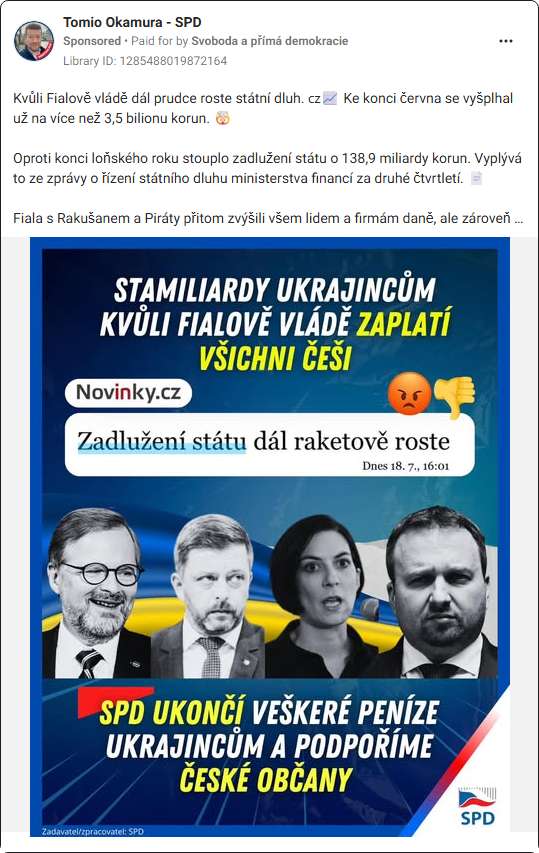 Tomio Okamura - SPD
Sponsored • Paid for by Svoboda a přímá demokracie
Library ID: 1285488019872164
Kvůli Fialově vládě dál prudce roste státní dluh. cz📈 Ke konci června se vyšplhal
už na více než 3,5 bilionu korun. 🤯
Oproti konci loňského roku stouplo zadlužení státu o 138,9 miliardy korun. Vyplývá
to ze zprávy o řízení státního dluhu ministerstva financí za druhé čtvrtletí. 📄
Fiala s Rakušanem a Piráty přitom zvýšili všem lidem a firmám daně, ale zároveň ...
STAMILIARDY UKRAJINCŮM
KVŮLI FIALOVĚ VLÁDĚ ZAPLATÍ
VŠICHNI ČEŠI
Novinky.cz
Zadlužení státu dál raketově roste
Dnes 18. 7., 16:01
SPD UKONČÍ VEŠKERÉ PENÍZE
UKRAJINCŮM A PODPOŘÍME
ČESKÉ OBČANY
SPD
Zadavatel/zpracovatel: SPD